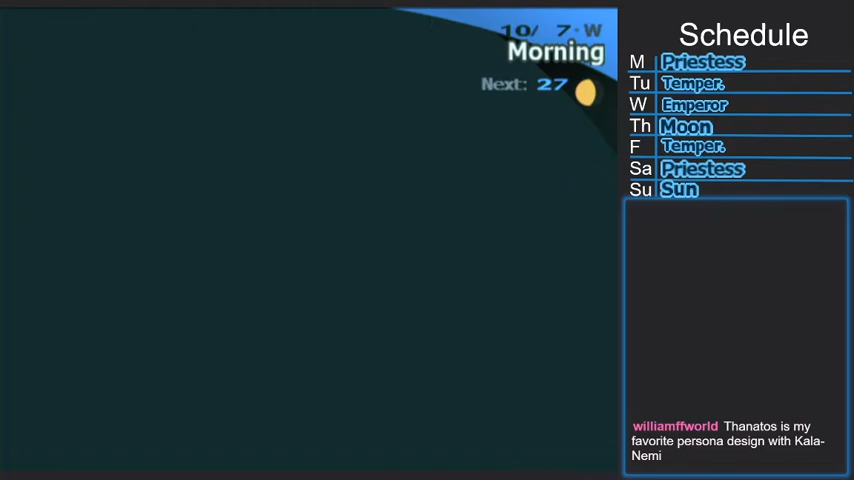 10/ 7·W
Morning
Next: 27
Schedule
M Priestess
Tu Temper.
W Emperor
Th Moon
F Temper.
Sa Priestess
Su Sun
williamffworld Thanatos is my
favorite persona design with Kala-
Nemi